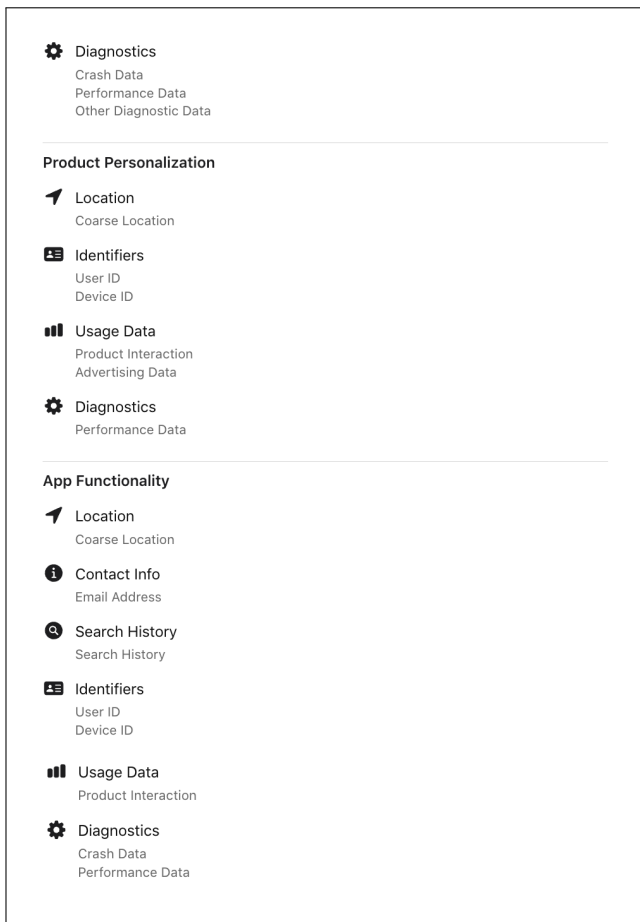 Diagnostics
Crash Data
Performance Data
Other Diagnostic Data
Product Personalization
Location
Coarse Location
Identifiers
User ID
Device ID
Usage Data
Product Interaction
Advertising Data
Diagnostics
Performance Data
App Functionality
Location
Coarse Location
Contact Info
Email Address
Search History
Search History
Identifiers
User ID
Device ID
Usage Data
Product Interaction
Diagnostics
Crash Data
Performance Data